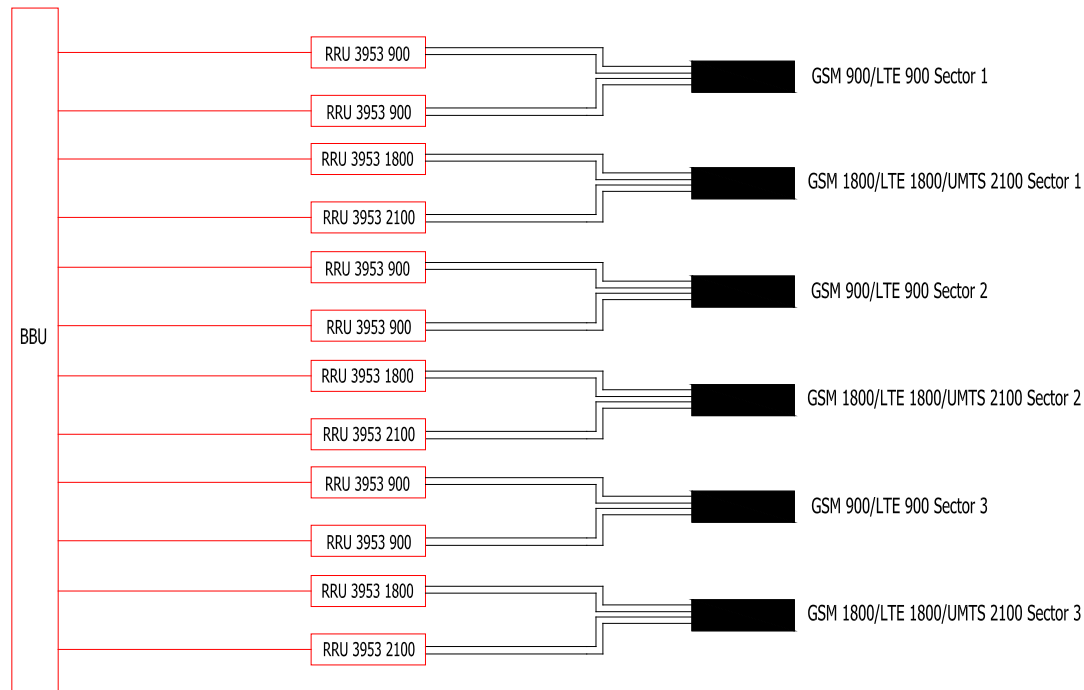 RRU 3953 900
GSM 900/LTE 900 Sector 1
RRU 3953 900
RRU 3953 1800
GSM 1800/LTE 1800/UMTS 2100 Sector 1
RRU 3953 2100
RRU 3953 900
GSM 900/LTE 900 Sector 2
RRU 3953 900
BBU
RRU 3953 1800
GSM 1800/LTE 1800/UMTS 2100 Sector 2
RRU 3953 2100
RRU 3953 900
GSM 900/LTE 900 Sector 3
RRU 3953 900
RRU 3953 1800
GSM 1800/LTE 1800/UMTS 2100 Sector 3
RRU 3953 2100